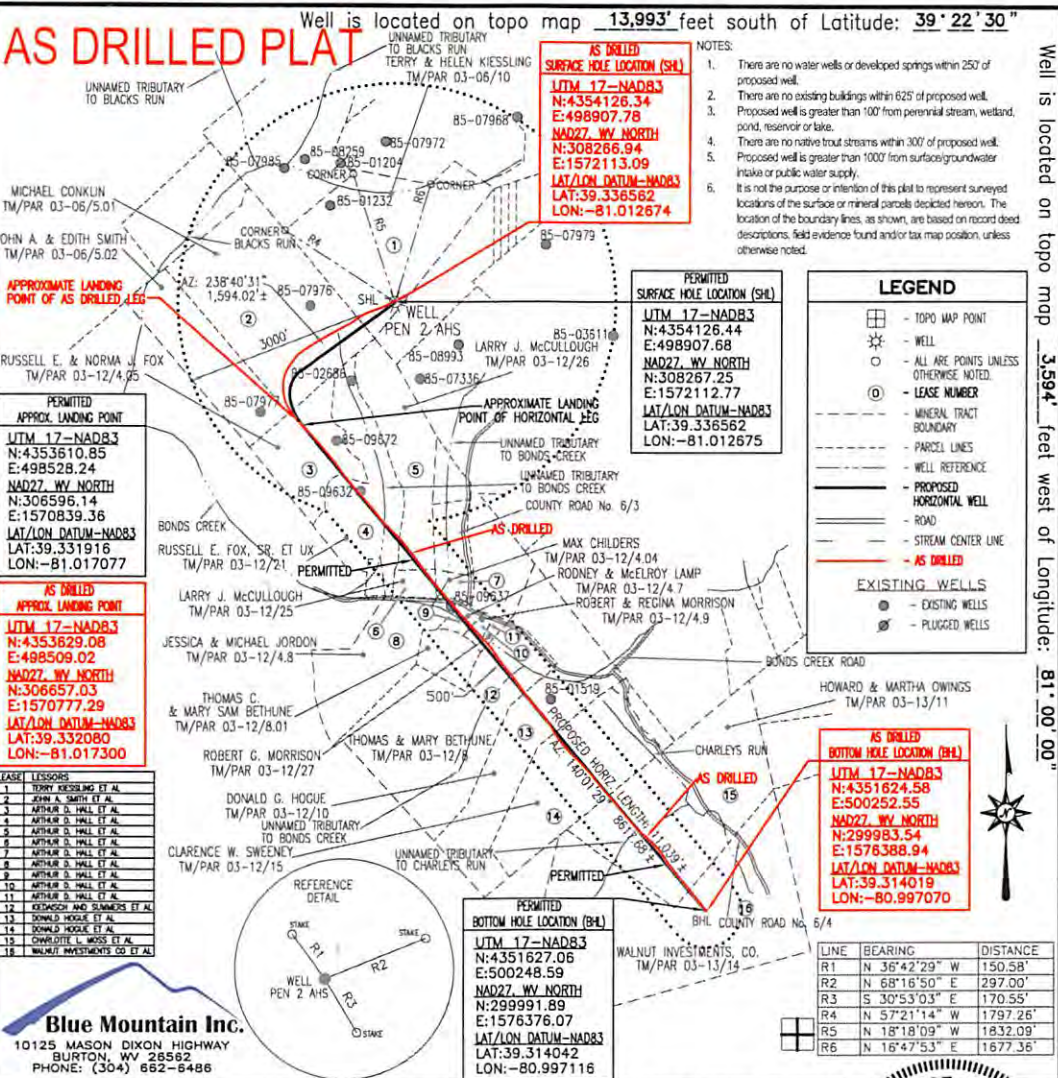 Well is located on topo map 13,993' feet south of Latitude: 39°22'30"
AS DRILLED PLAT
Well is located on topo map 3,594' feet west of Longitude: 81°00'00"
UNNAMED TRIBUTARY
TO BLACKS RUN
UNNAMED TRIBUTARY
TO BLACKS RUN
TERRY & HELEN KIESSLING
TM/PAR 03-06/10
AS DRILLED
SURFACE HOLE LOCATION (SHL)
UTM 17-NAD83
N:4354126.34
E:498907.78
NAD27, WV NORTH
N:308266.94
E:1572113.09
LAT/LON DATUM-NAD83
LAT:39.336562
LON:-81.012674
NOTES:
1. There are no water wells or developed springs within 250' of
proposed well.
2. There are no existing buildings within 625' of proposed well.
3. Proposed well is greater than 100' from perennial stream, wetland,
pond, reservoir or lake.
4. There are no native trout streams within 300' of proposed well.
5. Proposed well is greater than 1000' from surface/groundwater
intake or public water supply.
6. It is not the purpose or intention of this plat to represent surveyed
locations of the surface or mineral parcels depicted hereon. The
location of the boundary lines, as shown, are based on record deed
descriptions, field evidence found and/or tax map position, unless
otherwise noted.
85-07968
85-07972
85-08259
85-07985
85-01204
CORNER
CORNER
85-01232
R6
R5
R4
1
MICHAEL CONKLIN
TM/PAR 03-06/5.01
CORNER
BLACKS RUN
JOHN A. & EDITH SMITH
TM/PAR 03-06/5.02
85-07979
APPROXIMATE LANDING
POINT OF AS DRILLED LEG
AZ: 238°40'31"
1,594.02'±
85-07976
2
SHL
WELL
PEN 2 AHS
3000'
85-03511
85-08993
LARRY J. McCULLOUGH
TM/PAR 03-12/26
RUSSELL E. & NORMA J. FOX
TM/PAR 03-12/4.05
85-02686
85-07336
85-07977
PERMITTED
SURFACE HOLE LOCATION (SHL)
UTM 17-NAD83
N:4354126.44
E:498907.68
NAD27, WV NORTH
N:308267.25
E:1572112.77
LAT/LON DATUM-NAD83
LAT:39.336562
LON:-81.012675
LEGEND
- TOPO MAP POINT
- WELL
- ALL ARE POINTS UNLESS
OTHERWISE NOTED.
0 - LEASE NUMBER
- MINERAL TRACT
BOUNDARY
- PARCEL LINES
- WELL REFERENCE
- PROPOSED
HORIZONTAL WELL
- ROAD
- STREAM CENTER LINE
- AS DRILLED
EXISTING WELLS
- EXISTING WELLS
- PLUGGED WELLS
PERMITTED
APPROX. LANDING POINT
UTM 17-NAD83
N:4353610.85
E:498528.24
NAD27, WV NORTH
N:306596.14
E:1570839.36
LAT/LON DATUM-NAD83
LAT:39.331916
LON:-81.017077
APPROXIMATE LANDING
POINT OF HORIZONTAL LEG
85-09672
UNNAMED TRIBUTARY
TO BONDS CREEK
3
5
UNNAMED TRIBUTARY
TO BONDS CREEK
85-09632
COUNTY ROAD No. 6/3
BONDS CREEK
4
AS DRILLED
RUSSELL E. FOX, SR. ET UX
TM/PAR 03-12/21
PERMITTED
MAX CHILDERS
TM/PAR 03-12/4.04
RODNEY & McELROY LAMP
TM/PAR 03-12/4.7
7
LARRY J. McCULLOUGH
TM/PAR 03-12/25
85-09637
ROBERT & REGINA MORRISON
TM/PAR 03-12/4.9
9
6
8
11
10
AS DRILLED
APPROX. LANDING POINT
UTM 17-NAD83
N:4353629.08
E:498509.02
NAD27, WV NORTH
N:306657.03
E:1570777.29
LAT/LON DATUM-NAD83
LAT:39.332080
LON:-81.017300
JESSICA & MICHAEL JORDON
TM/PAR 03-12/4.8
BONDS CREEK ROAD
HOWARD & MARTHA OWINGS
TM/PAR 03-13/11
500'
12
85-01519
THOMAS C.
& MARY SAM BETHUNE
TM/PAR 03-12/8.01
THOMAS & MARY BETHUNE
TM/PAR 03-12/8
13
PROPOSED HORIZ. LENGTH: 11,039'±
AZ: 140°01'29" 8617.68'±
CHARLEYS RUN
ROBERT G. MORRISON
TM/PAR 03-12/27
AS DRILLED
15
DONALD G. HOGUE
TM/PAR 03-12/10
UNNAMED TRIBUTARY
TO BONDS CREEK
14
CLARENCE W. SWEENEY
TM/PAR 03-12/15
UNNAMED TRIBUTARY
TO CHARLEYS RUN
PERMITTED
AS DRILLED
BOTTOM HOLE LOCATION (BHL)
UTM 17-NAD83
N:4351624.58
E:500252.55
NAD27, WV NORTH
N:299983.54
E:1576388.94
LAT/LON DATUM-NAD83
LAT:39.314019
LON:-80.997070
N
16
BHL COUNTY ROAD No. 6/4
WALNUT INVESTMENTS, CO.
TM/PAR 03-13/14
LEASE LESSORS
1 TERRY KIESSLING ET AL
2 JOHN A. SMITH ET AL
3 ARTHUR D. HALL ET AL
4 ARTHUR D. HALL ET AL
5 ARTHUR D. HALL ET AL
6 ARTHUR D. HALL ET AL
7 ARTHUR D. HALL ET AL
8 ARTHUR D. HALL ET AL
9 ARTHUR D. HALL ET AL
10 ARTHUR D. HALL ET AL
11 ARTHUR D. HALL ET AL
12 AND SUMMERS ET AL
13 DONALD HOGUE ET AL
14 DONALD HOGUE ET AL
15 CHARLOTTE L. MOSS ET AL
16 WALNUT INVESTMENTS CO ET AL
REFERENCE
DETAIL
STAKE
STAKE
R1
R2
WELL
PEN 2 AHS
R3
STAKE
PERMITTED
BOTTOM HOLE LOCATION (BHL)
UTM 17-NAD83
N:4351627.06
E:500248.59
NAD27, WV NORTH
N:299991.89
E:1576376.07
LAT/LON DATUM-NAD83
LAT:39.314042
LON:-80.997116
LINE BEARING DISTANCE
R1 N 36°42'29" W 150.58'
R2 N 68°16'50" E 297.00'
R3 S 30°53'03" E 170.55'
R4 N 57°21'14" W 1797.26'
R5 N 18°18'09" W 1832.09'
R6 N 16°47'53" E 1677.36'
Blue Mountain Inc.
10125 MASON DIXON HIGHWAY
BURTON, WV 26562
PHONE: (304) 662-6486